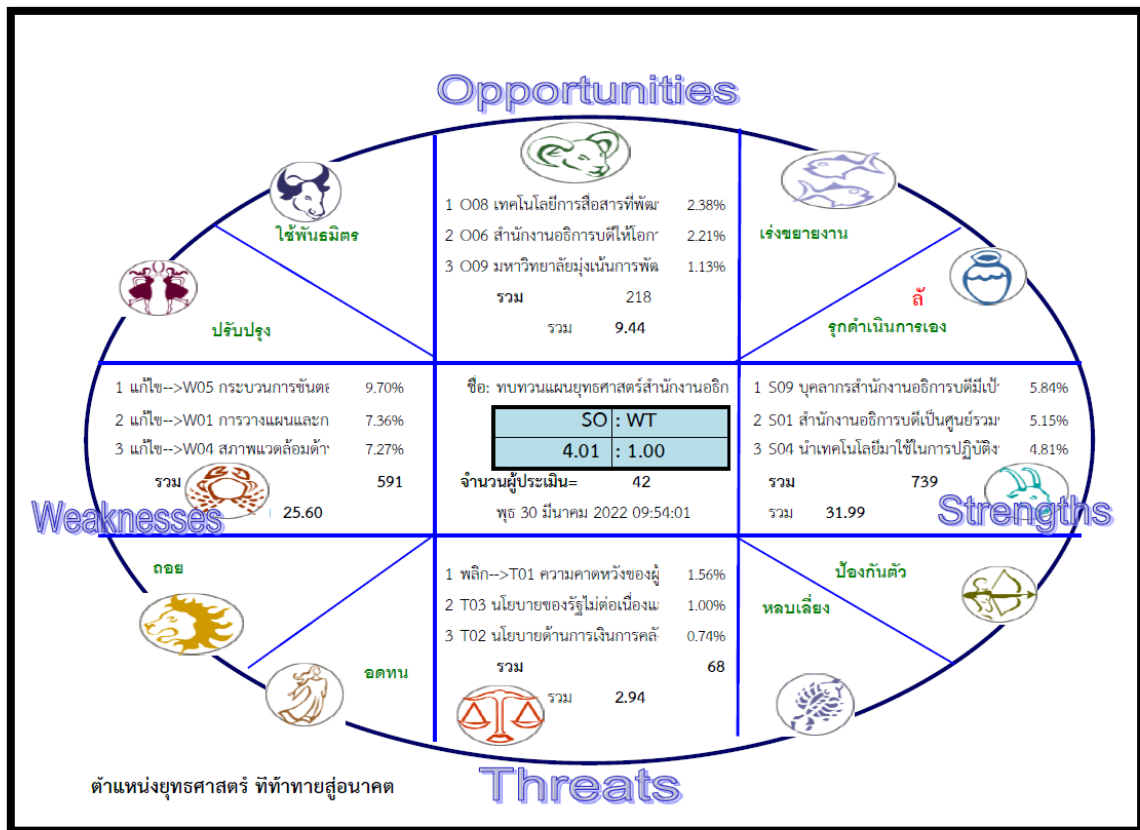 Opportunities
1 O08 เทคโนโลยีการสื่อสารที่พัฒ 2.38%
2 O06 สำนักงานอธิการบดีให้โอก 2.21%
3 O09 มหาวิทยาลัยมุ่งเน้นการพัต 1.13%
รวม 218
รวม 9.44
ใช้พันธมิตร
เร่งขยายงาน
ปรับปรุง
ลั
รุกดำเนินการเอง
1 แก้ไข-->W05 กระบวนการขันตอ 9.70%
2 แก้ไข-->W01 การวางแผนและก 7.36%
3 แก้ไข-->W04 สภาพแวดล้อมด้า 7.27%
รวม 591
25.60
Weaknesses
ชื่อ: ทบทวนแผนยุทธศาสตร์สำนักงานอธิก
SO : WT
4.01 : 1.00
จำนวนผู้ประเมิน= 42
พุธ 30 มีนาคม 2022 09:54:01
1 S09 บุคลากรสำนักงานอธิการบดีมีเป้ 5.84%
2 S01 สำนักงานอธิการบดีเป็นศูนย์รวม 5.15%
3 S04 นำเทคโนโลยีมาใช้ในการปฏิบัติง 4.81%
รวม 739
รวม 31.99
Strengths
ถอย
อดทน
1 พลิก-->T01 ความคาดหวังของผู้ 1.56%
2 T03 นโยบายของรัฐไม่ต่อเนื่องแ 1.00%
3 T02 นโยบายด้านการเงินการคลั 0.74%
รวม 68
รวม 2.94
ป้องกันตัว
หลบเลี่ยง
Threats
ตำแหน่งยุทธศาสตร์ ทีท้าทายสู่อนาคต